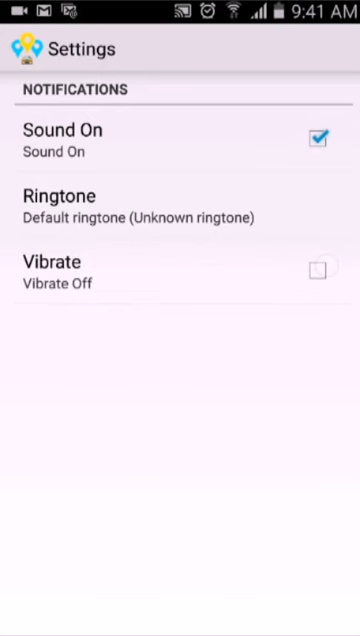 9:41 AM
Settings
NOTIFICATIONS
Sound On
Sound On
Ringtone
Default ringtone (Unknown ringtone)
Vibrate
Vibrate Off